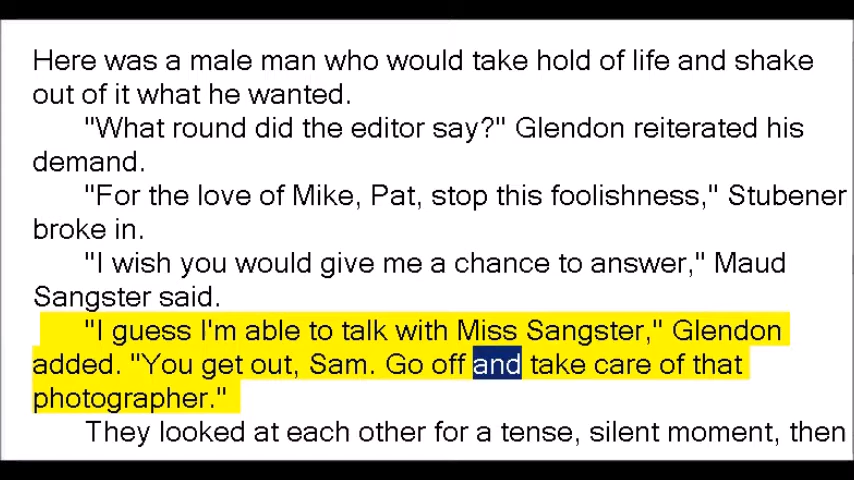 Here was a male man who would take hold of life and shake
out of it what he wanted.
"What round did the editor say?" Glendon reiterated his
demand.
"For the love of Mike, Pat, stop this foolishness," Stubener
broke in.
"I wish you would give me a chance to answer," Maud
Sangster said.
"I guess I'm able to talk with Miss Sangster," Glendon
added. "You get out, Sam. Go off and take care of that
photographer."
They looked at each other for a tense, silent moment, then